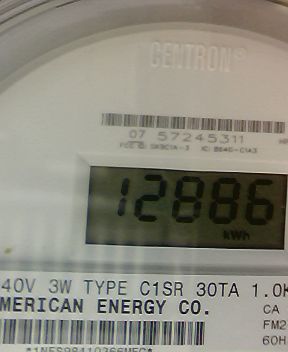 CENTRON®
07 57245311
12886
kWh
40V 3W TYPE C1SR 30TA 1.0K
MERICAN ENERGY CO.
CA
FM2
60H